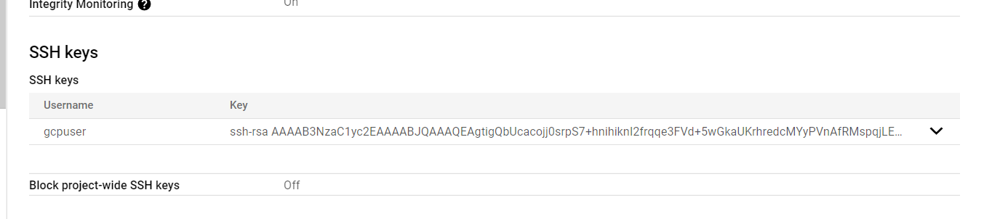 Integrity Monitoring ?
On
SSH keys
SSH keys
Username Key
gcpuser ssh-rsa AAAAB3NzaC1yc2EAAAABJQAAAQEAgtigQbUcacojj0srpS7+hnihiknI2frqqe3FVd+5wGkaUKrhredcMYyPVnAfRMspqjLE...
Block project-wide SSH keys Off